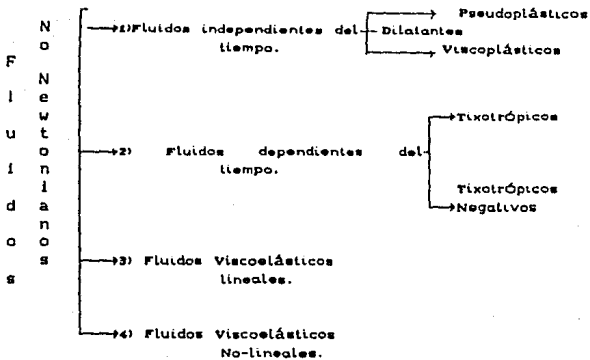 Fluidos
No Newtonianos
1)Fluidos independientes del tiempo.
Pseudoplásticos
Dilatantes
Viscoplásticos
2) Fluidos dependientes del tiempo.
Tixotrópicos
Tixotrópicos
Negativos
3) Fluidos Viscoelásticos
lineales.
4) Fluidos Viscoelásticos
No-lineales.